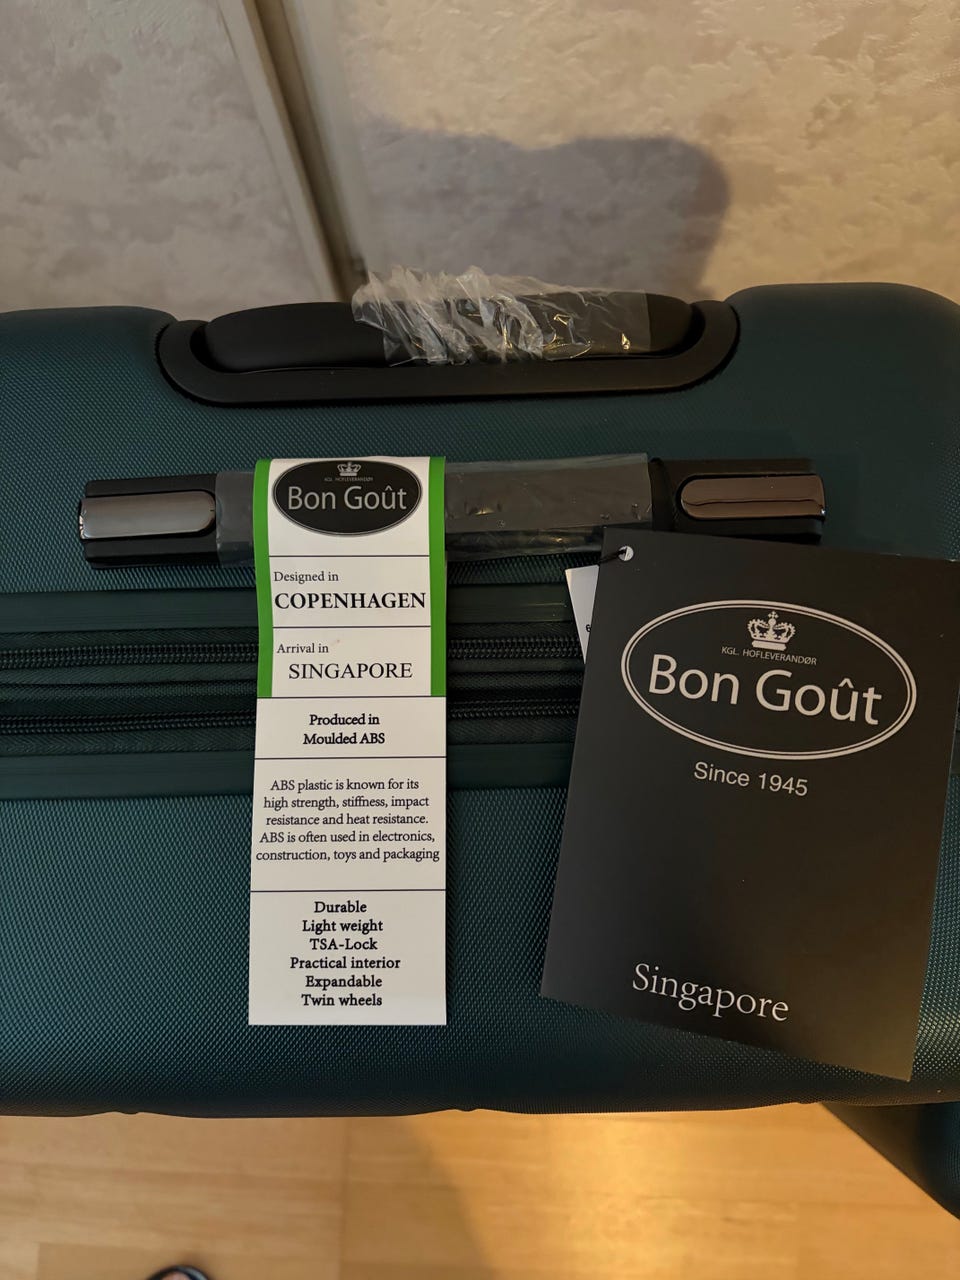 KGL. HOFLEVERANDØR
Bon Goût
Designed in
COPENHAGEN
Arrival in
SINGAPORE
Produced in
Moulded ABS
ABS plastic is known for its
high strength, stiffness, impact
resistance and heat resistance.
ABS is often used in electronics,
construction, toys and packaging
Durable
Light weight
TSA-Lock
Practical interior
Expandable
Twin wheels
KGL. HOFLEVERANDØR
Bon Goût
Since 1945
Singapore